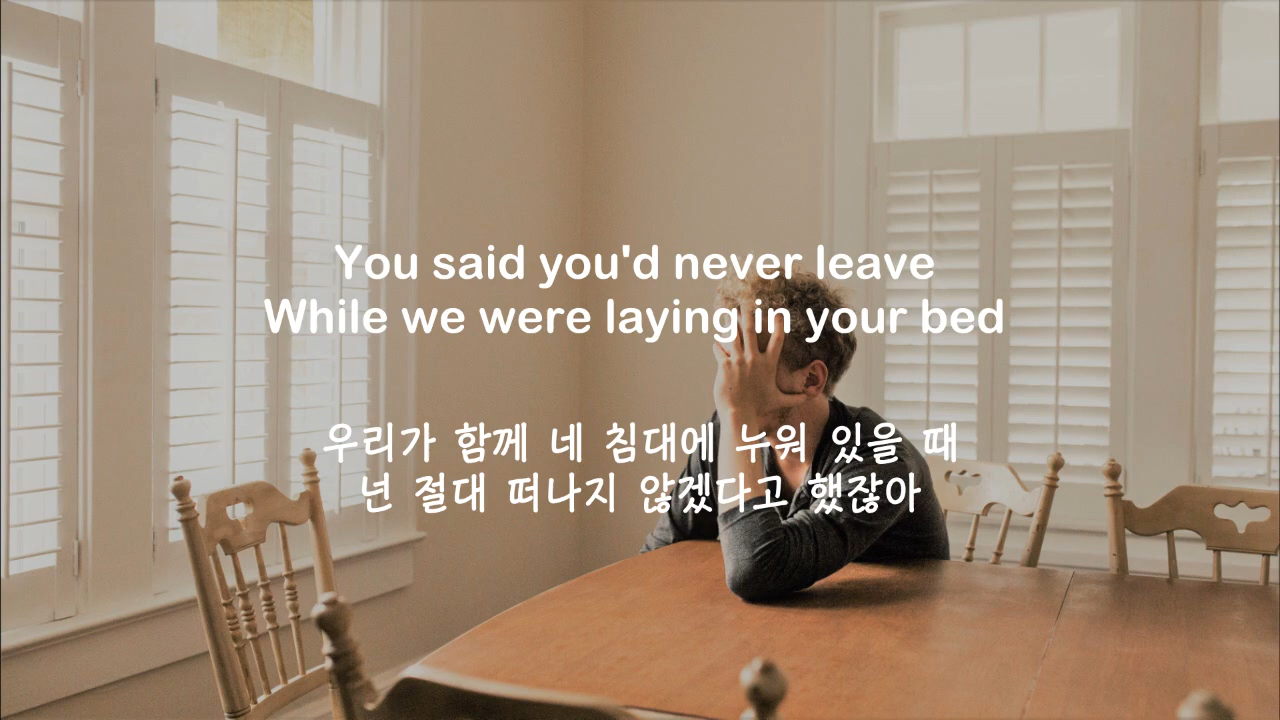 You said you'd never leave
While we were laying in your bed
우리가 함께 네 침대에 누워 있을 때
넌 절대 떠나지 않겠다고 했잖아